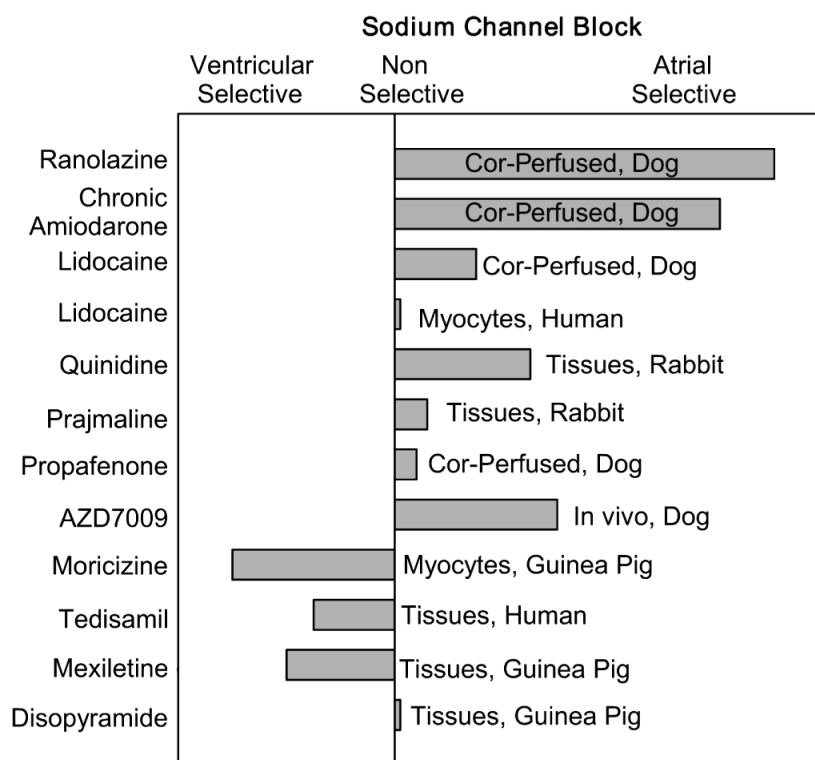 Sodium Channel Block
Ventricular Selective
Non Selective
Atrial Selective
Ranolazine
Cor-Perfused, Dog
Chronic
Amiodarone
Cor-Perfused, Dog
Lidocaine
Cor-Perfused, Dog
Lidocaine
Myocytes, Human
Quinidine
Tissues, Rabbit
Prajmaline
Tissues, Rabbit
Propafenone
Cor-Perfused, Dog
AZD7009
In vivo, Dog
Moricizine
Myocytes, Guinea Pig
Tedisamil
Tissues, Human
Mexiletine
Tissues, Guinea Pig
Disopyramide
Tissues, Guinea Pig